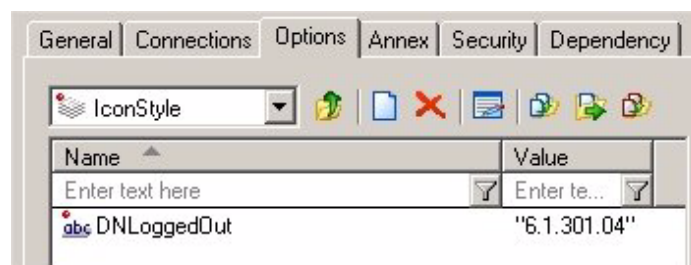 General Connections Options Annex Security Dependency
IconStyle
Name Value
Enter text here Enter te...
abc DNLoggedOut "6.1.301.04"